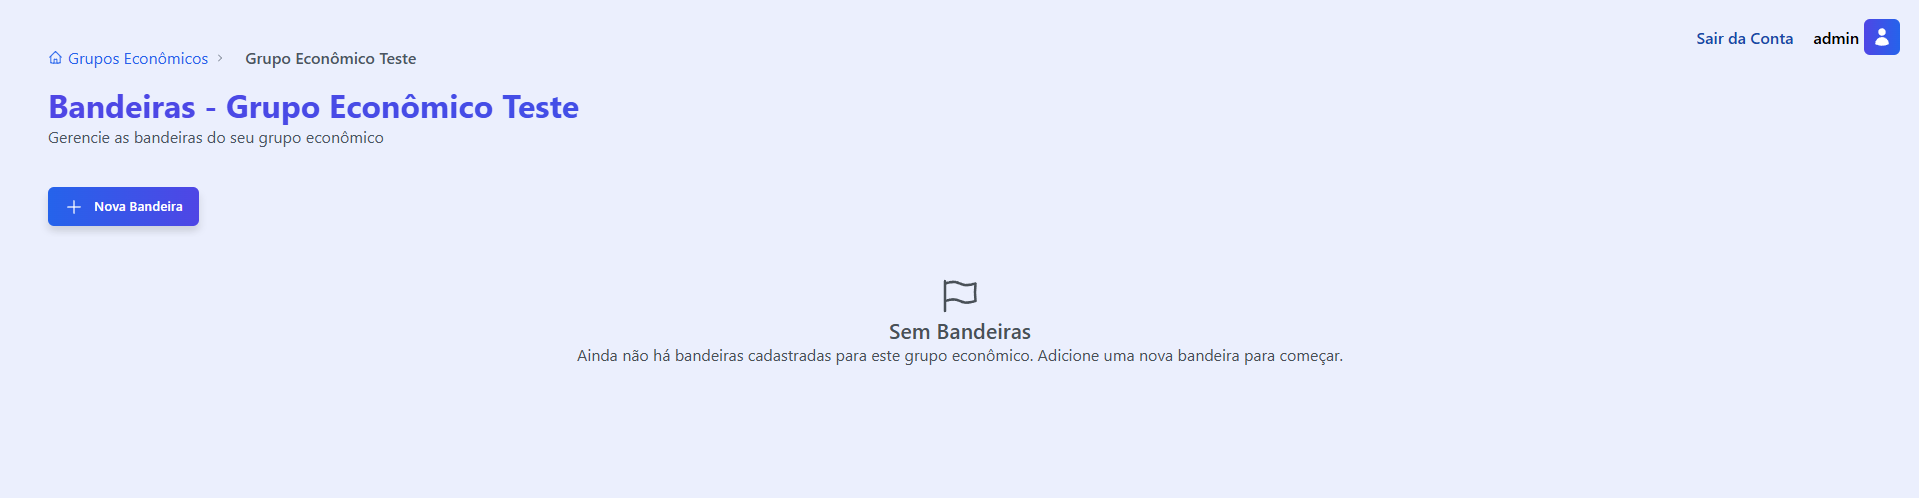 Sair da Conta admin
Grupos Econômicos > Grupo Econômico Teste
Bandeiras - Grupo Econômico Teste
Gerencie as bandeiras do seu grupo econômico
+ Nova Bandeira
Sem Bandeiras
Ainda não há bandeiras cadastradas para este grupo econômico. Adicione uma nova bandeira para começar.